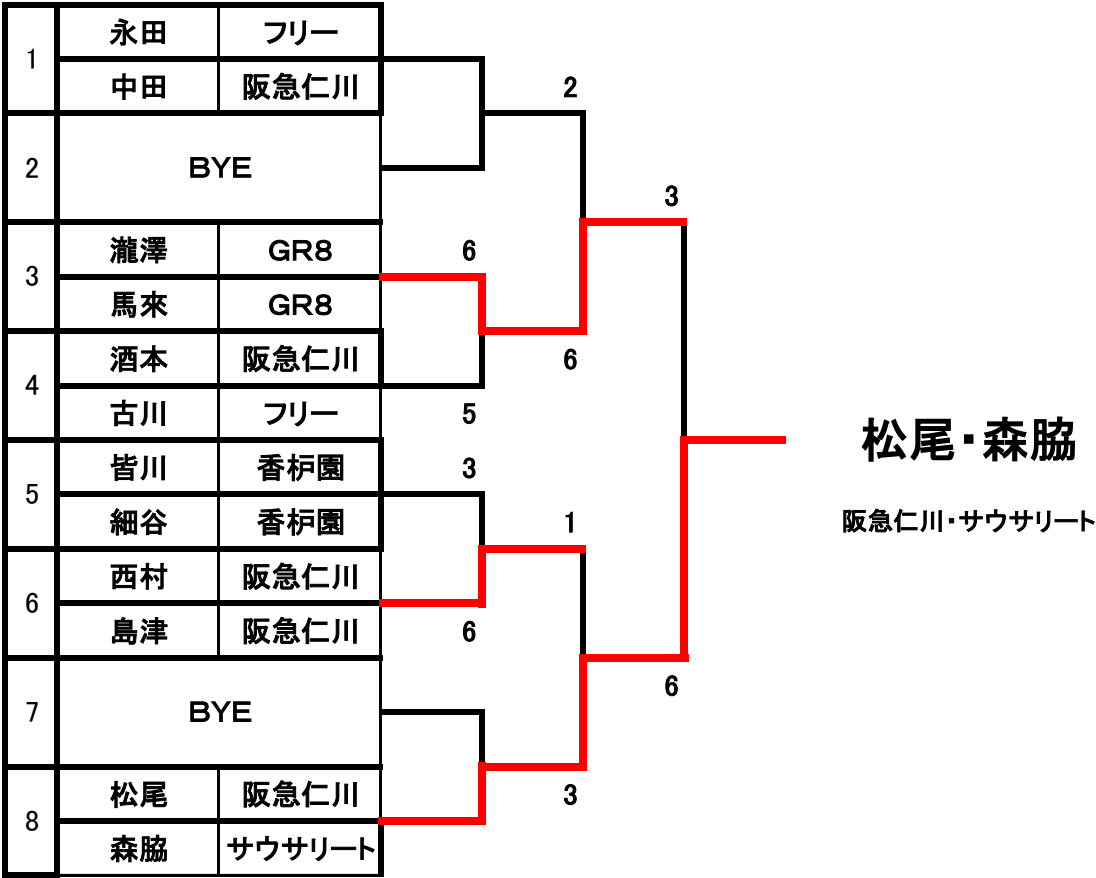 1
永田 フリー
中田 阪急仁川
2
BYE
3
瀧澤 GR8
馬來 GR8
4
酒本 阪急仁川
古川 フリー
5
皆川 香枦園
細谷 香枦園
6
西村 阪急仁川
島津 阪急仁川
7
BYE
8
松尾 阪急仁川
森脇 サウサリート
6
5
3
6
2
6
1
3
3
6
松尾・森脇
阪急仁川・サウサリート